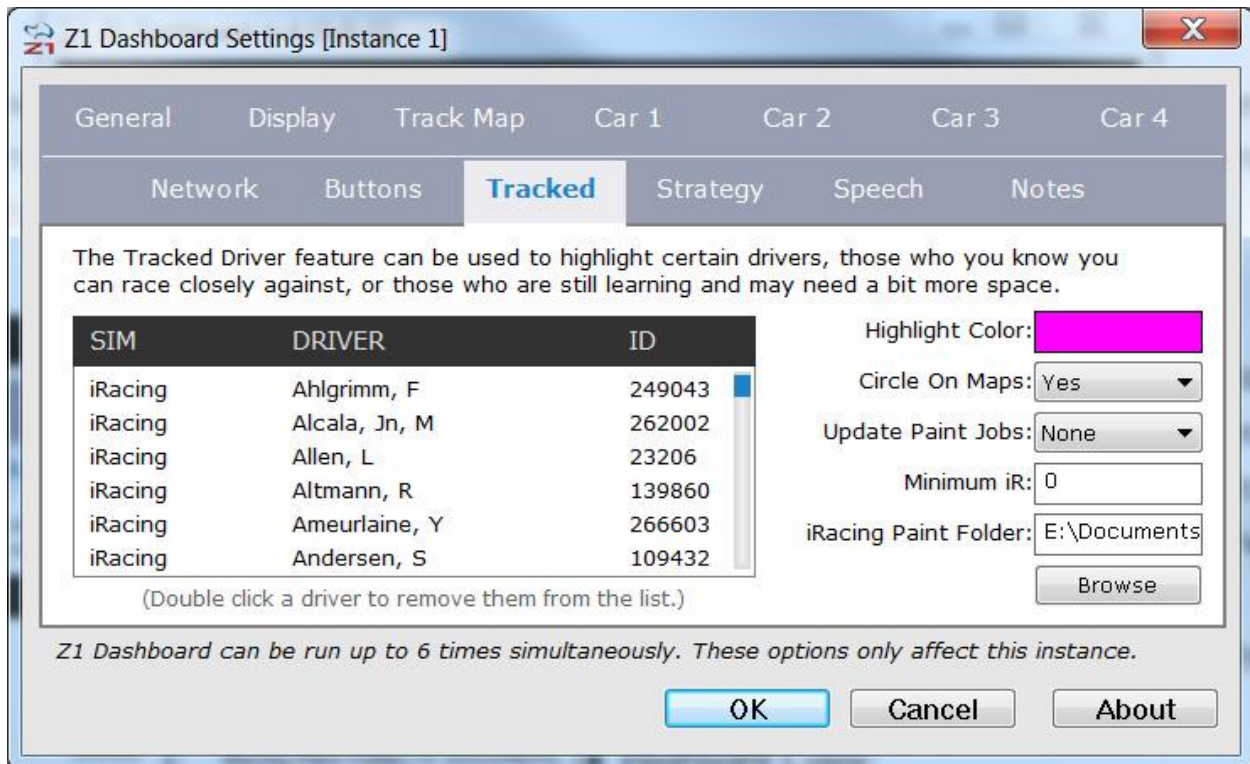 Z1 Z1 Dashboard Settings [Instance 1] X
General Display Track Map Car 1 Car 2 Car 3 Car 4
Network Buttons Tracked Strategy Speech Notes
The Tracked Driver feature can be used to highlight certain drivers, those who you know you
can race closely against, or those who are still learning and may need a bit more space.
SIM DRIVER ID
iRacing Ahlgrimm, F 249043
iRacing Alcala, Jn, M 262002
iRacing Allen, L 23206
iRacing Altmann, R 139860
iRacing Ameurlaine, Y 266603
iRacing Andersen, S 109432
(Double click a driver to remove them from the list.)
Highlight Color:
Circle On Maps: Yes
Update Paint Jobs: None
Minimum iR: 0
iRacing Paint Folder: E:\Documents
Browse
Z1 Dashboard can be run up to 6 times simultaneously. These options only affect this instance.
OK Cancel About